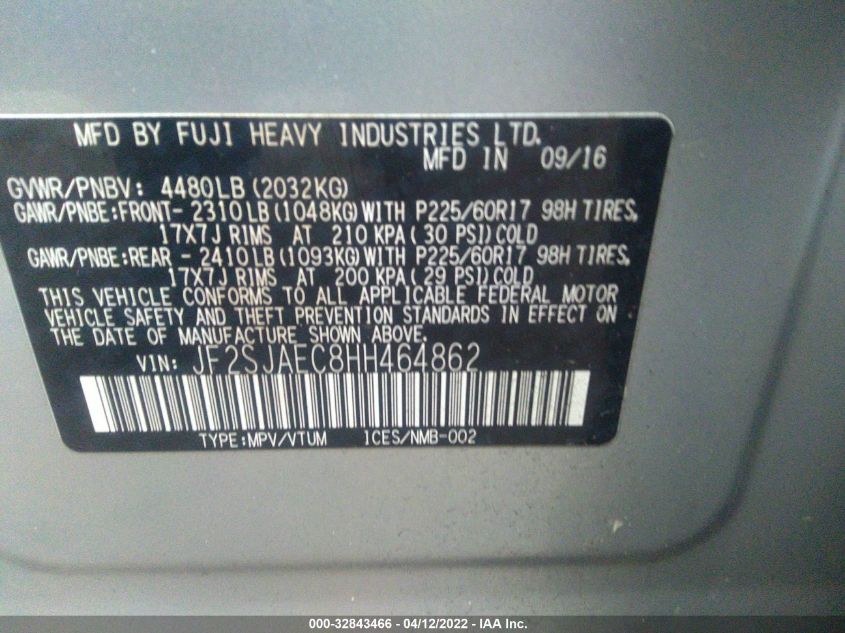 MFD BY FUJI HEAVY INDUSTRIES LTD.
MFD IN 09/16
GVWR/PNBV: 4480LB (2032KG)
GAWR/PNBE:FRONT- 2310LB (1048KG) WITH P225/60R17 98H TIRES,
17X7J RIMS AT 210 KPA ( 30 PSI) COLD
GAWR/PNBE:REAR - 2410LB (1093KG) WITH P225/60R17 98H TIRES,
17X7J RIMS AT 200 KPA ( 29 PSI) COLD
THIS VEHICLE CONFORMS TO ALL APPLICABLE FEDERAL MOTOR
VEHICLE SAFETY AND THEFT PREVENTION STANDARDS IN EFFECT ON
THE DATE OF MANUFACTURE SHOWN ABOVE.
VIN: JF2SJAEC8HH464862
TYPE:MPV/VTUM ICES/NMB-002
000-32843466 - 04/12/2022 - IAA Inc.